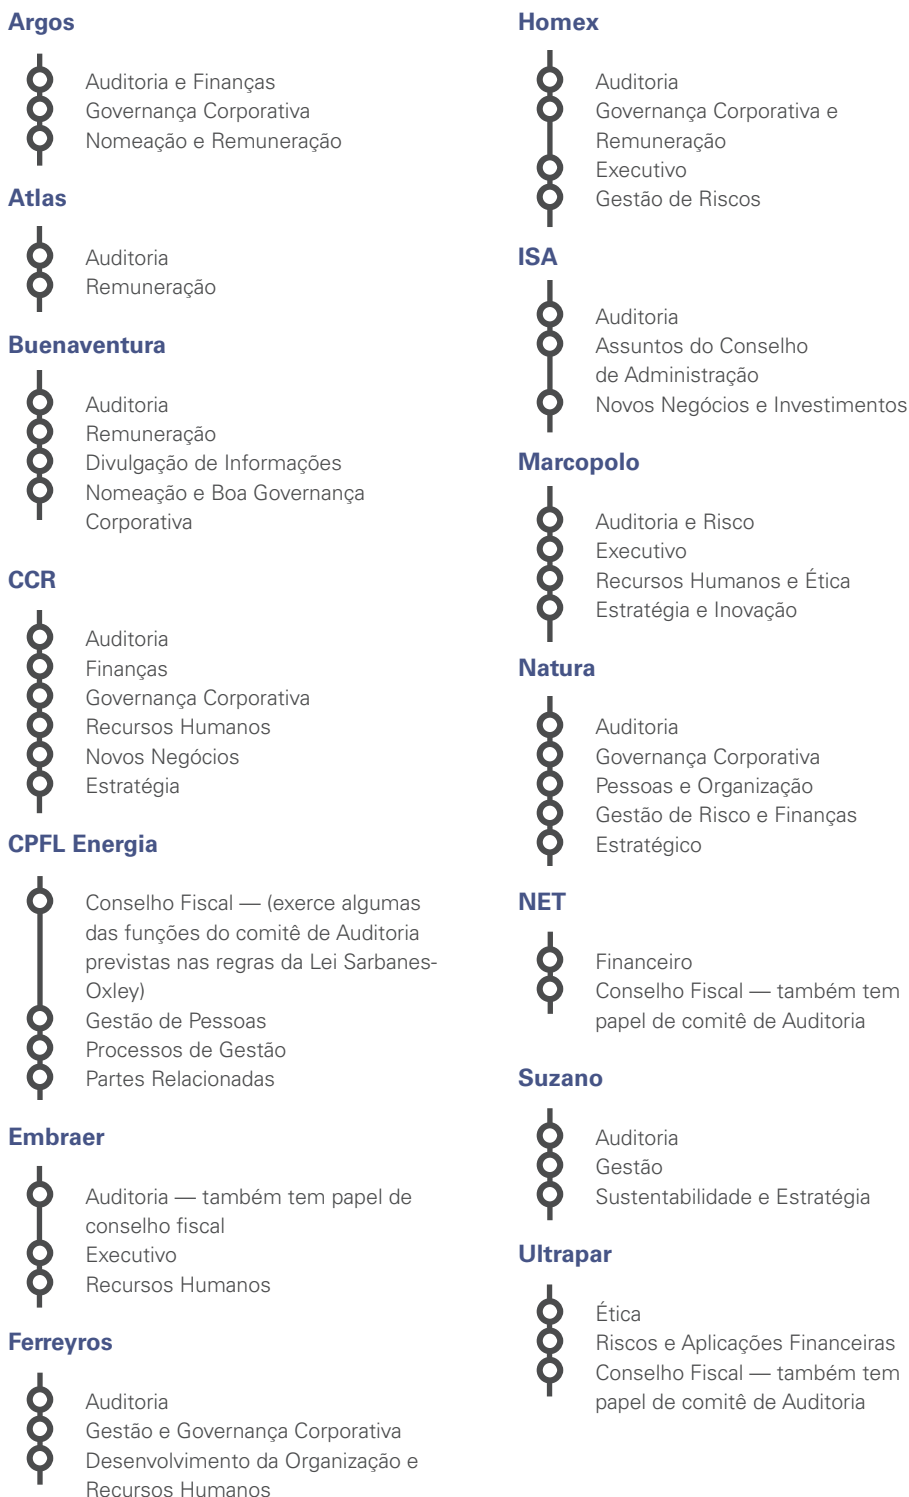 Argos
Auditoria e Finanças
Governança Corporativa
Nomeação e Remuneração
Atlas
Auditoria
Remuneração
Buenaventura
Auditoria
Remuneração
Divulgação de Informações
Nomeação e Boa Governança
Corporativa
CCR
Auditoria
Finanças
Governança Corporativa
Recursos Humanos
Novos Negócios
Estratégia
CPFL Energia
Conselho Fiscal — (exerce algumas
das funções do comitê de Auditoria
previstas nas regras da Lei Sarbanes-
Oxley)
Gestão de Pessoas
Processos de Gestão
Partes Relacionadas
Embraer
Auditoria — também tem papel de
conselho fiscal
Executivo
Recursos Humanos
Ferreyros
Auditoria
Gestão e Governança Corporativa
Desenvolvimento da Organização e
Recursos Humanos
Homex
Auditoria
Governança Corporativa e
Remuneração
Executivo
Gestão de Riscos
ISA
Auditoria
Assuntos do Conselho
de Administração
Novos Negócios e Investimentos
Marcopolo
Auditoria e Risco
Executivo
Recursos Humanos e Ética
Estratégia e Inovação
Natura
Auditoria
Governança Corporativa
Pessoas e Organização
Gestão de Risco e Finanças
Estratégico
NET
Financeiro
Conselho Fiscal — também tem
papel de comitê de Auditoria
Suzano
Auditoria
Gestão
Sustentabilidade e Estratégia
Ultrapar
Ética
Riscos e Aplicações Financeiras
Conselho Fiscal — também tem
papel de comitê de Auditoria